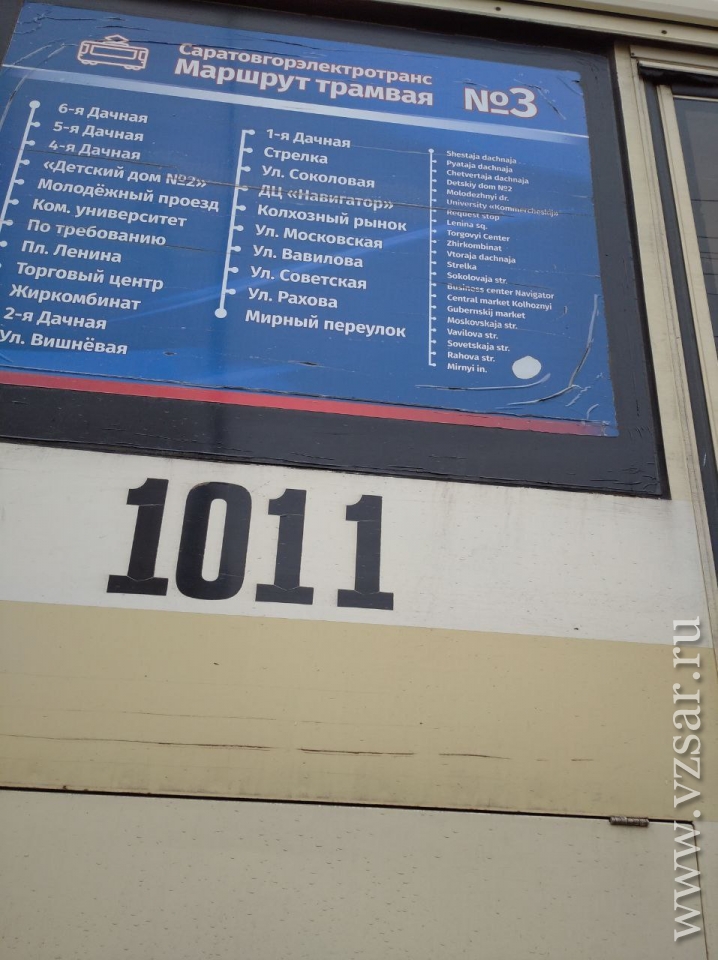 Саратовгорэлектротранс
Маршрут трамвая №3
6-я Дачная
5-я Дачная
4-я Дачная
«Детский дом №2»
Молодёжный проезд
Ком. университет
По требованию
Пл. Ленина
Торговый центр
Жиркомбинат
2-я Дачная
Ул. Вишнёвая
1-я Дачная
Стрелка
Ул. Соколовая
ДЦ «Навигатор»
Колхозный рынок
Ул. Московская
Ул. Вавилова
Ул. Советская
Ул. Рахова
Мирный переулок
Shestaja dachnaja
Pyataja dachnaja
Chetvertaja dachnaja
Detskiy dom №2
Molodezhnyi dr.
University «Kommercheskij»
Request stop
Lenina sq.
Torgovyi Center
Zhirkombinat
Vtoraja dachnaja
Strelka
Sokolovaja str.
Business center Navigator
Central market Kolhoznyi
Gubernskij market
Moskovskaja str.
Vavilova str.
Sovetskaja str.
Rahova str.
Mirnyi in.
1011
www.vzsar.ru